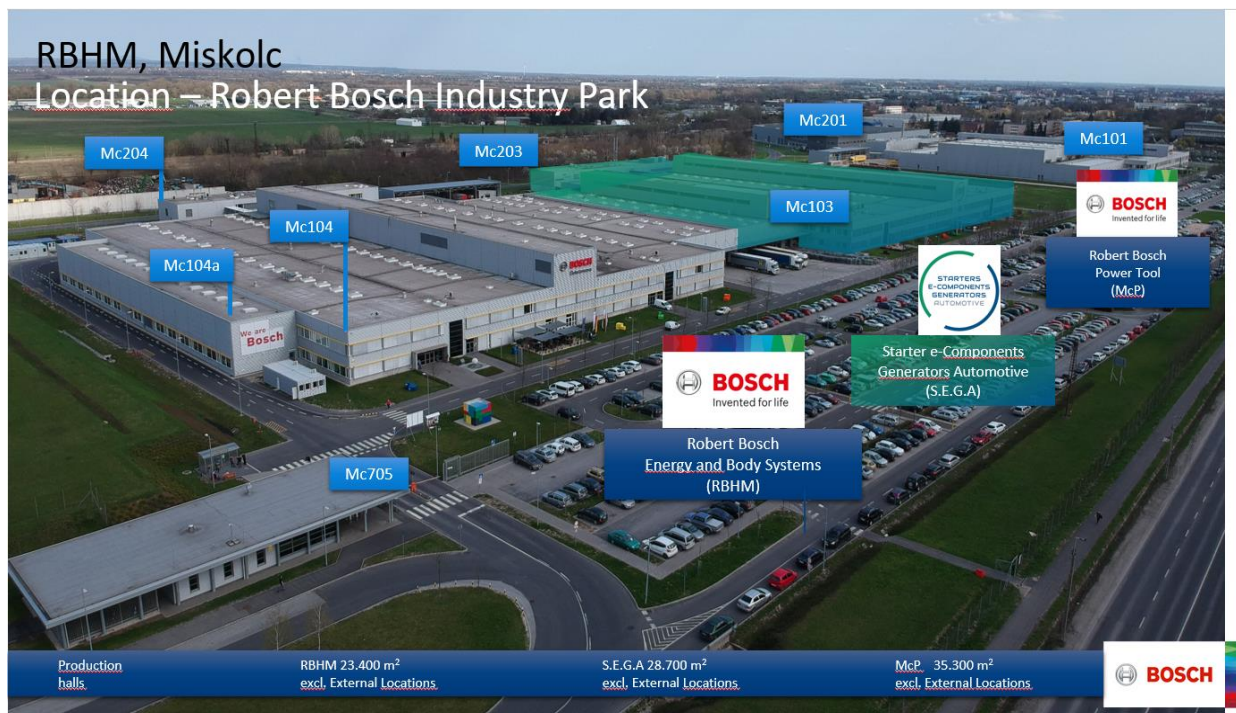 RBHM, Miskolc
Location – Robert Bosch Industry Park
Mc204
Mc203
Mc201
Mc101
Mc104
Mc103
Mc104a
BOSCH
Invented for life
Robert Bosch
Power Tool
(McP)
BOSCH
We are
Bosch
STARTERS
E-COMPONENTS
GENERATORS
AUTOMOTIVE
Starter e-Components
Generators Automotive
(S.E.G.A)
BOSCH
Invented for life
Robert Bosch
Energy and Body Systems
(RBHM)
Mc705
Production
halls
RBHM 23.400 m²
excl. External Locations
S.E.G.A 28.700 m²
excl. External Locations
McP 35.300 m²
excl. External Locations
BOSCH